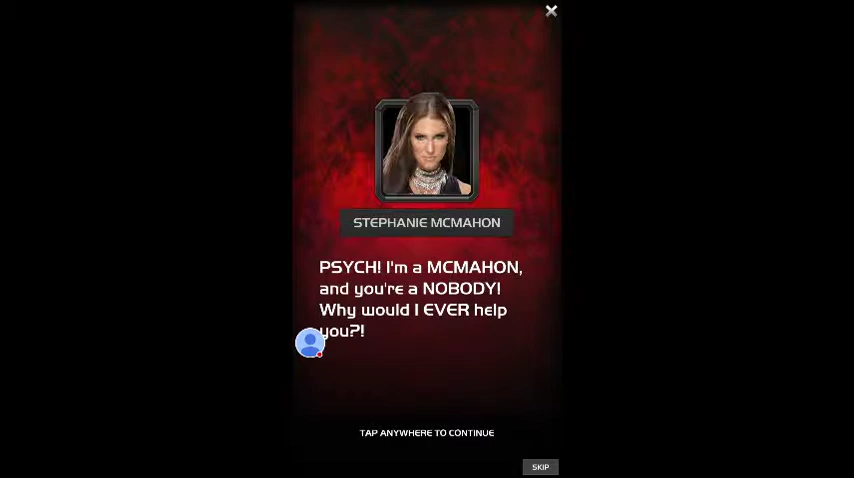 STEPHANIE MCMAHON
PSYCH! I'm a MCMAHON,
and you're a NOBODY!
Why would I EVER help
you?!
TAP ANYWHERE TO CONTINUE
SKIP